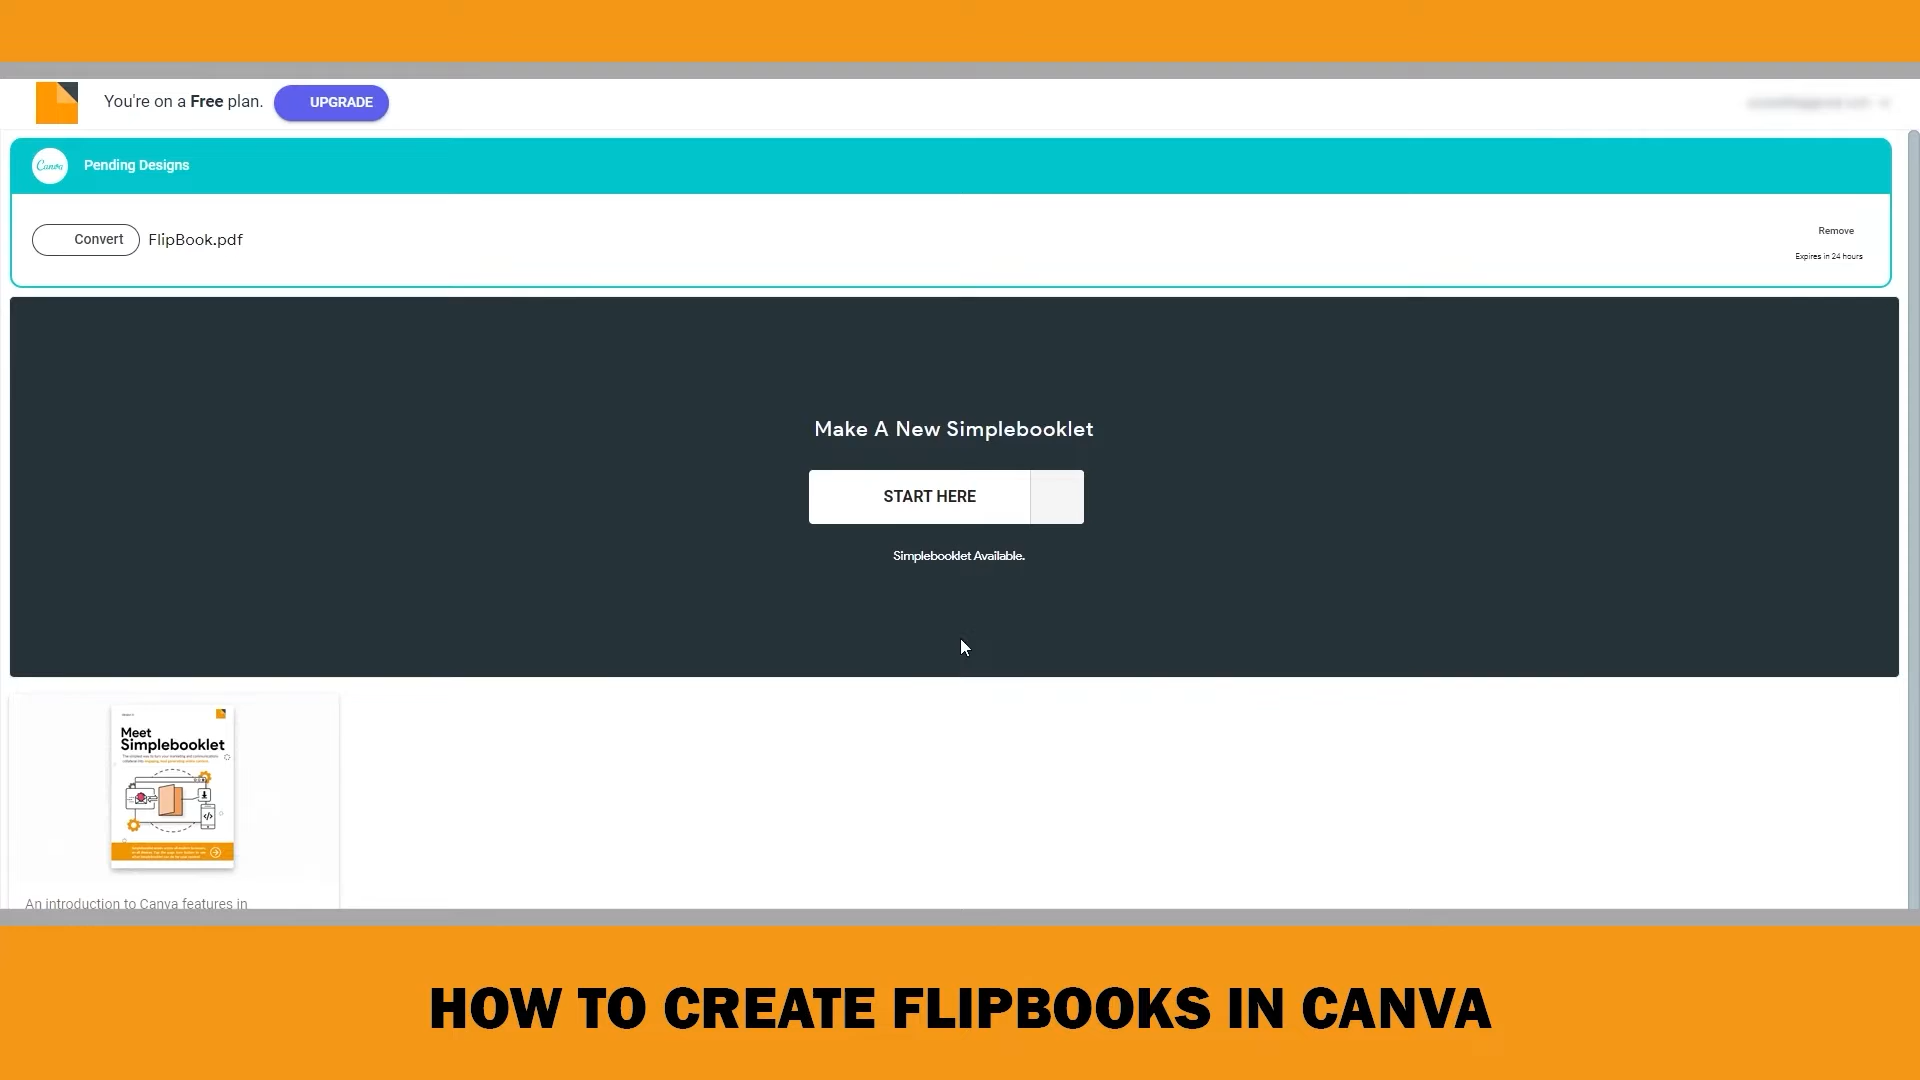 You're on a Free plan. UPGRADE
Canva Pending Designs
Convert FlipBook.pdf
Remove
Expires in 24 hours
Make A New Simplebooklet
START HERE
Simplebooklet Available.
Meet
Simplebooklet
An introduction to Canva features in
HOW TO CREATE FLIPBOOKS IN CANVA